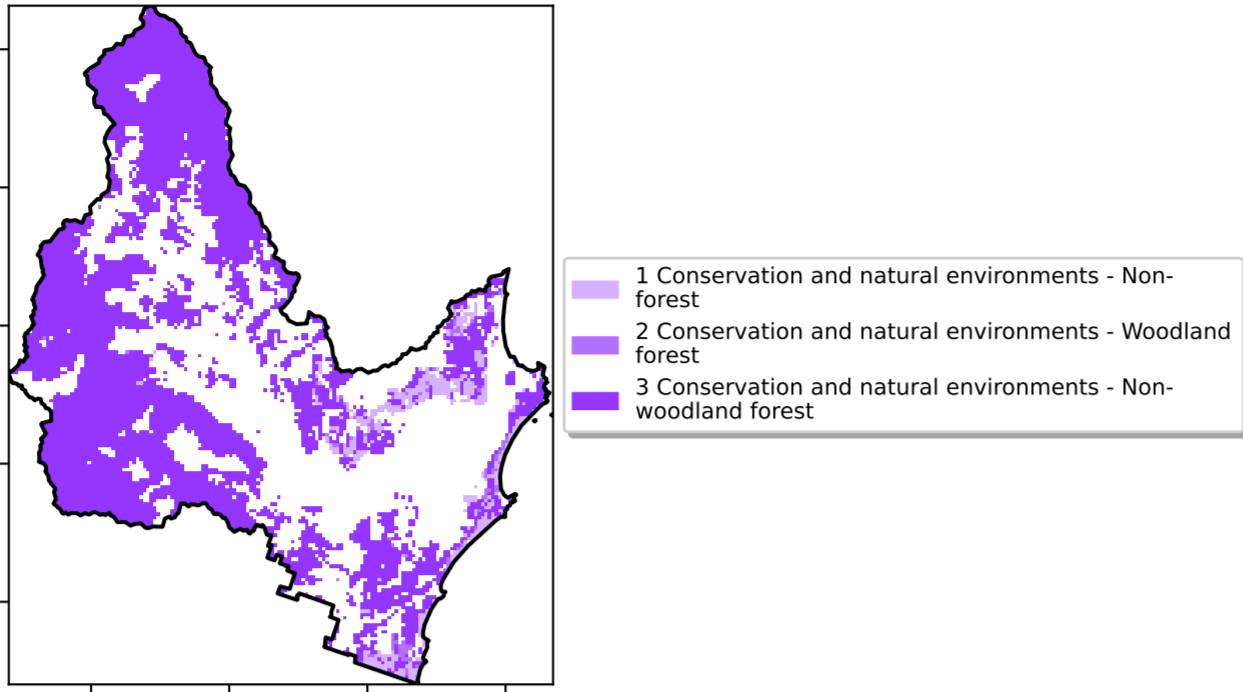 1 Conservation and natural environments - Non-
forest
2 Conservation and natural environments - Woodland
forest
3 Conservation and natural environments - Non-
woodland forest